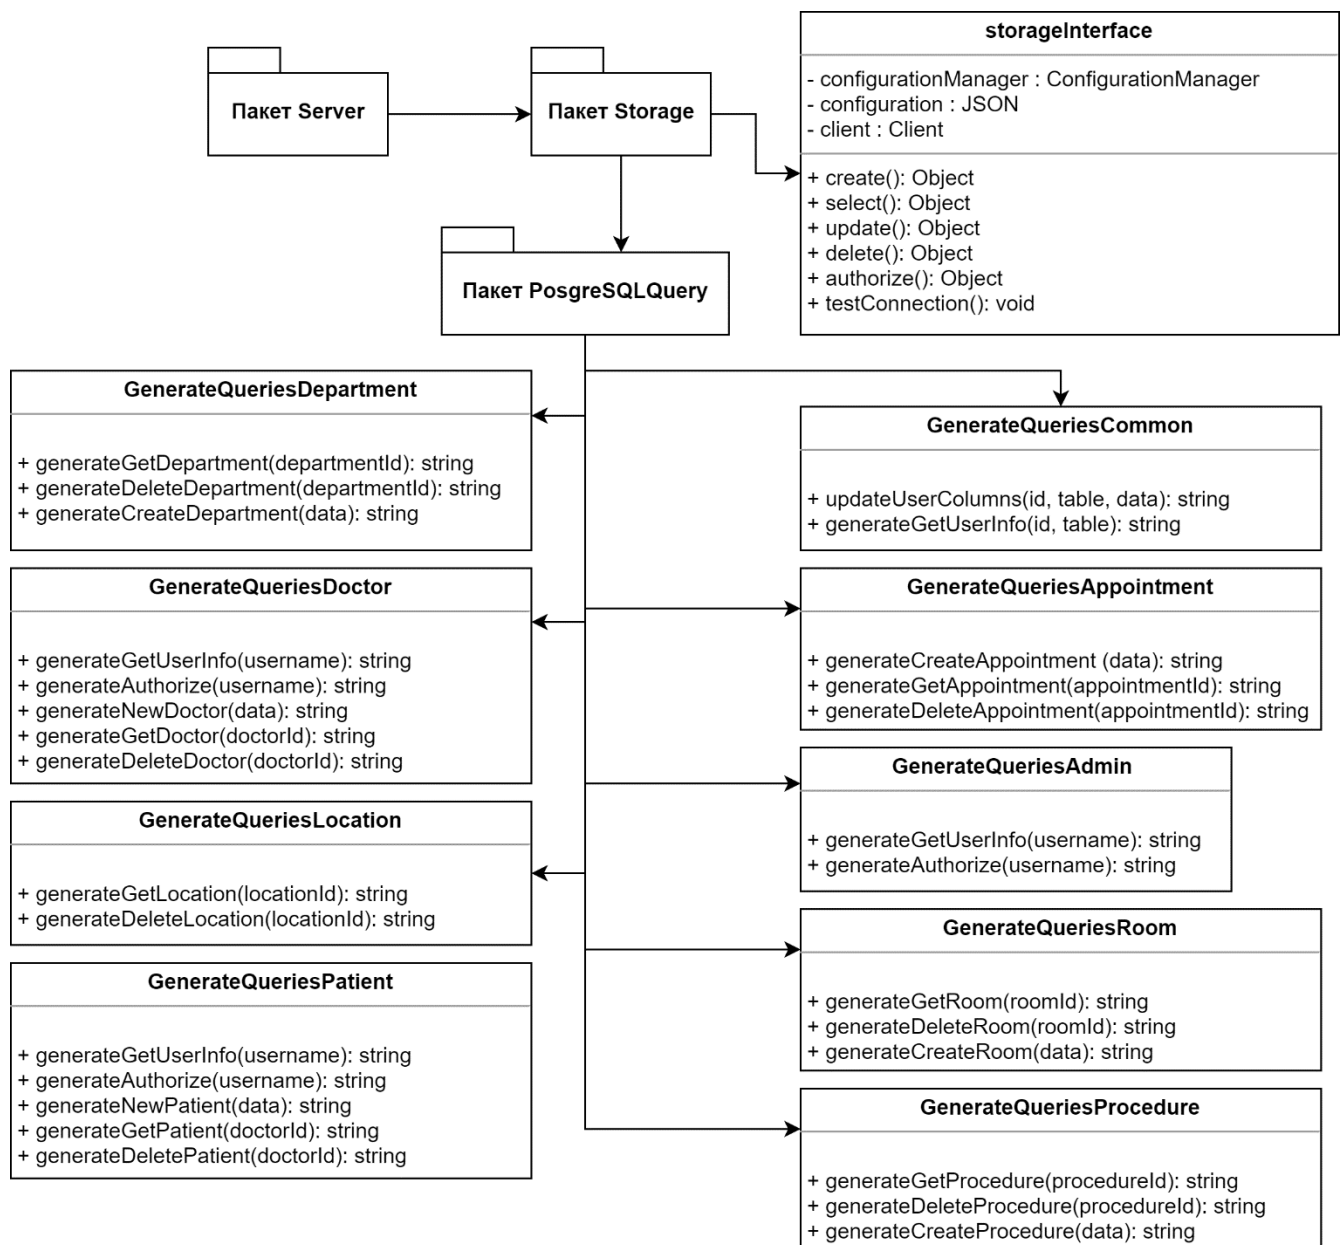 Пакет Server
Пакет Storage
storageInterface
- configurationManager : ConfigurationManager
- configuration : JSON
- client : Client
+ create(): Object
+ select(): Object
+ update(): Object
+ delete(): Object
+ authorize(): Object
+ testConnection(): void
Пакет PosgreSQLQuery
GenerateQueriesDepartment
+ generateGetDepartment(departmentId): string
+ generateDeleteDepartment(departmentId): string
+ generateCreateDepartment(data): string
GenerateQueriesCommon
+ updateUserColumns(id, table, data): string
+ generateGetUserInfo(id, table): string
GenerateQueriesDoctor
+ generateGetUserInfo(username): string
+ generateAuthorize(username): string
+ generateNewDoctor(data): string
+ generateGetDoctor(doctorId): string
+ generateDeleteDoctor(doctorId): string
GenerateQueriesAppointment
+ generateCreateAppointment (data): string
+ generateGetAppointment(appointmentId): string
+ generateDeleteAppointment(appointmentId): string
GenerateQueriesAdmin
+ generateGetUserInfo(username): string
+ generateAuthorize(username): string
GenerateQueriesLocation
+ generateGetLocation(locationId): string
+ generateDeleteLocation(locationId): string
GenerateQueriesRoom
+ generateGetRoom(roomId): string
+ generateDeleteRoom(roomId): string
+ generateCreateRoom(data): string
GenerateQueriesPatient
+ generateGetUserInfo(username): string
+ generateAuthorize(username): string
+ generateNewPatient(data): string
+ generateGetPatient(doctorId): string
+ generateDeletePatient(doctorId): string
GenerateQueriesProcedure
+ generateGetProcedure(procedureId): string
+ generateDeleteProcedure(procedureId): string
+ generateCreateProcedure(data): string